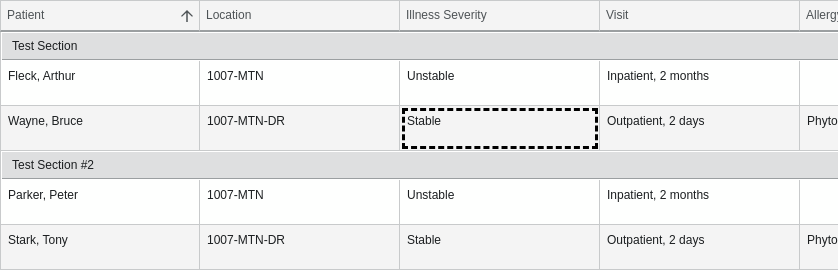 Patient Location Illness Severity Visit Allergy
Test Section
Fleck, Arthur 1007-MTN Unstable Inpatient, 2 months
Wayne, Bruce 1007-MTN-DR Stable Outpatient, 2 days Phyto
Test Section #2
Parker, Peter 1007-MTN Unstable Inpatient, 2 months
Stark, Tony 1007-MTN-DR Stable Outpatient, 2 days Phyto